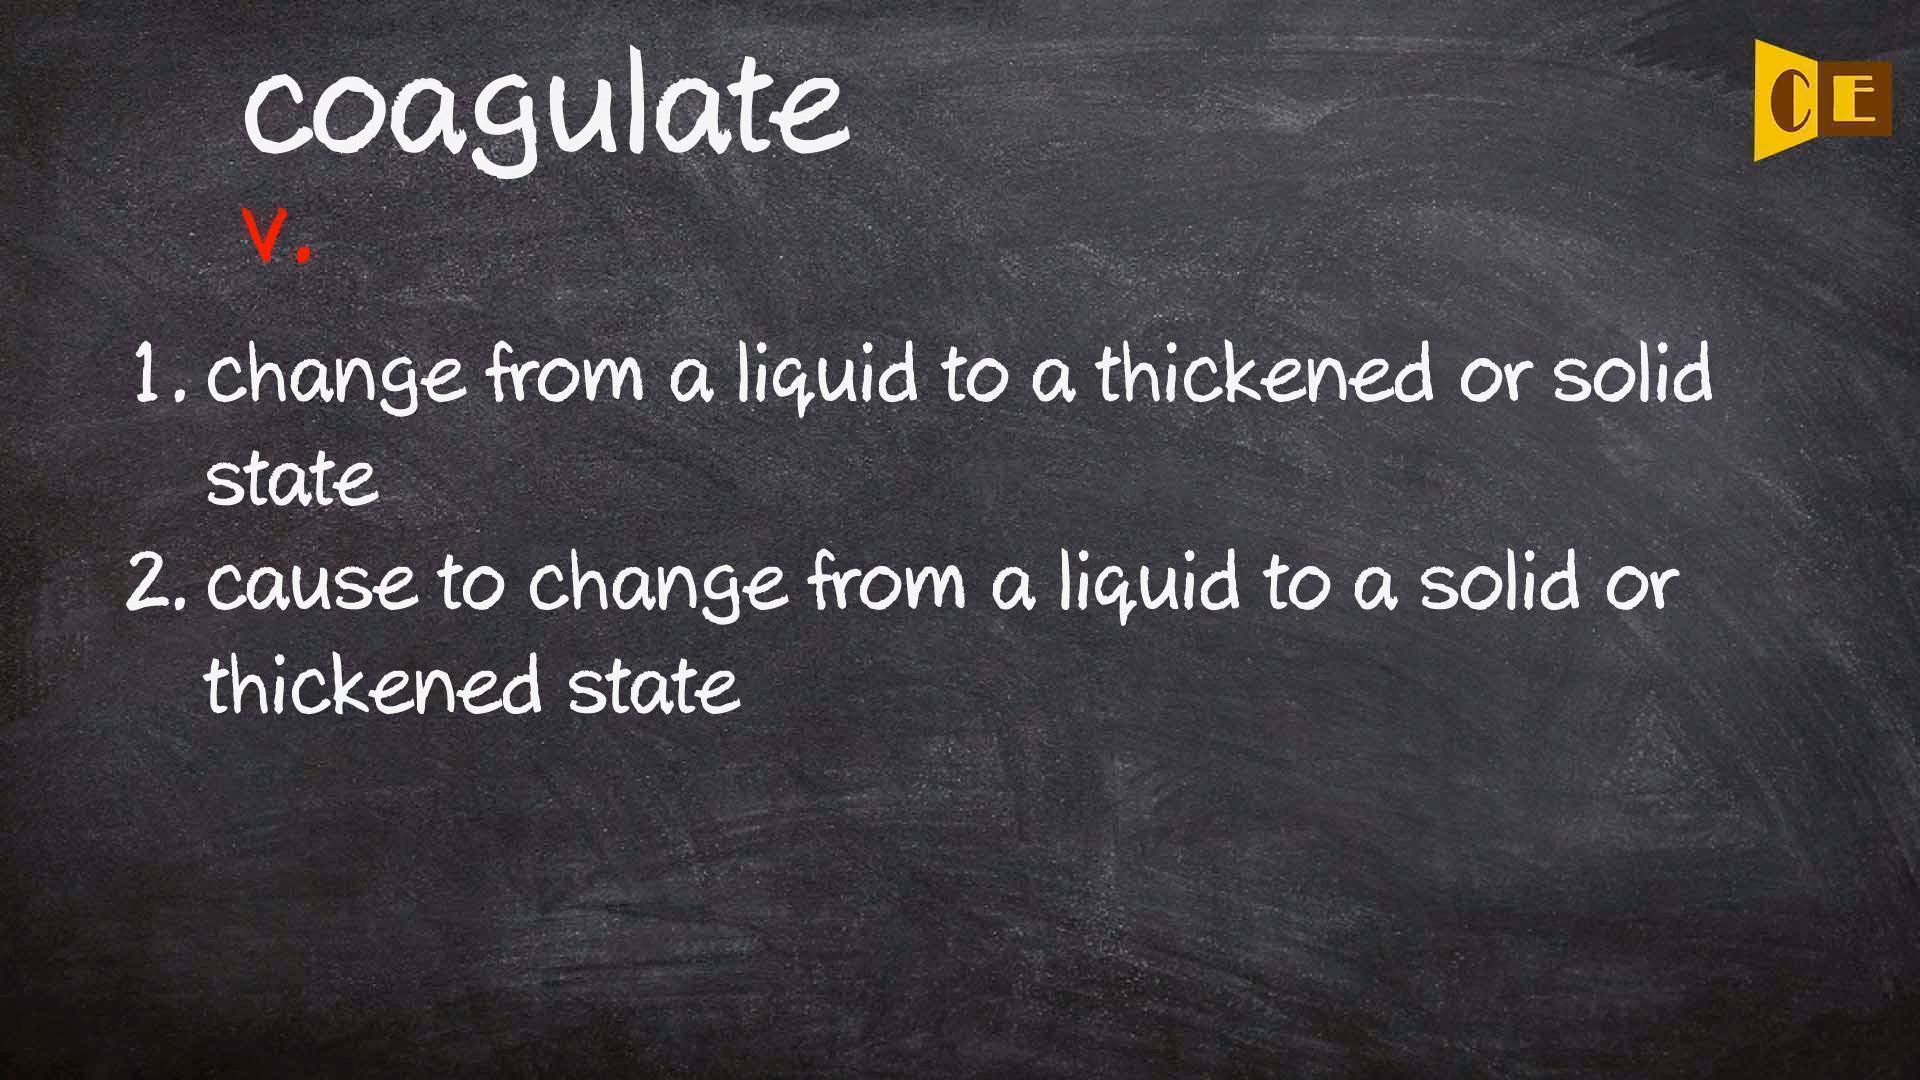 coagulate
CE
v.
1. change from a liquid to a thickened or solid
state
2. cause to change from a liquid to a solid or
thickened state